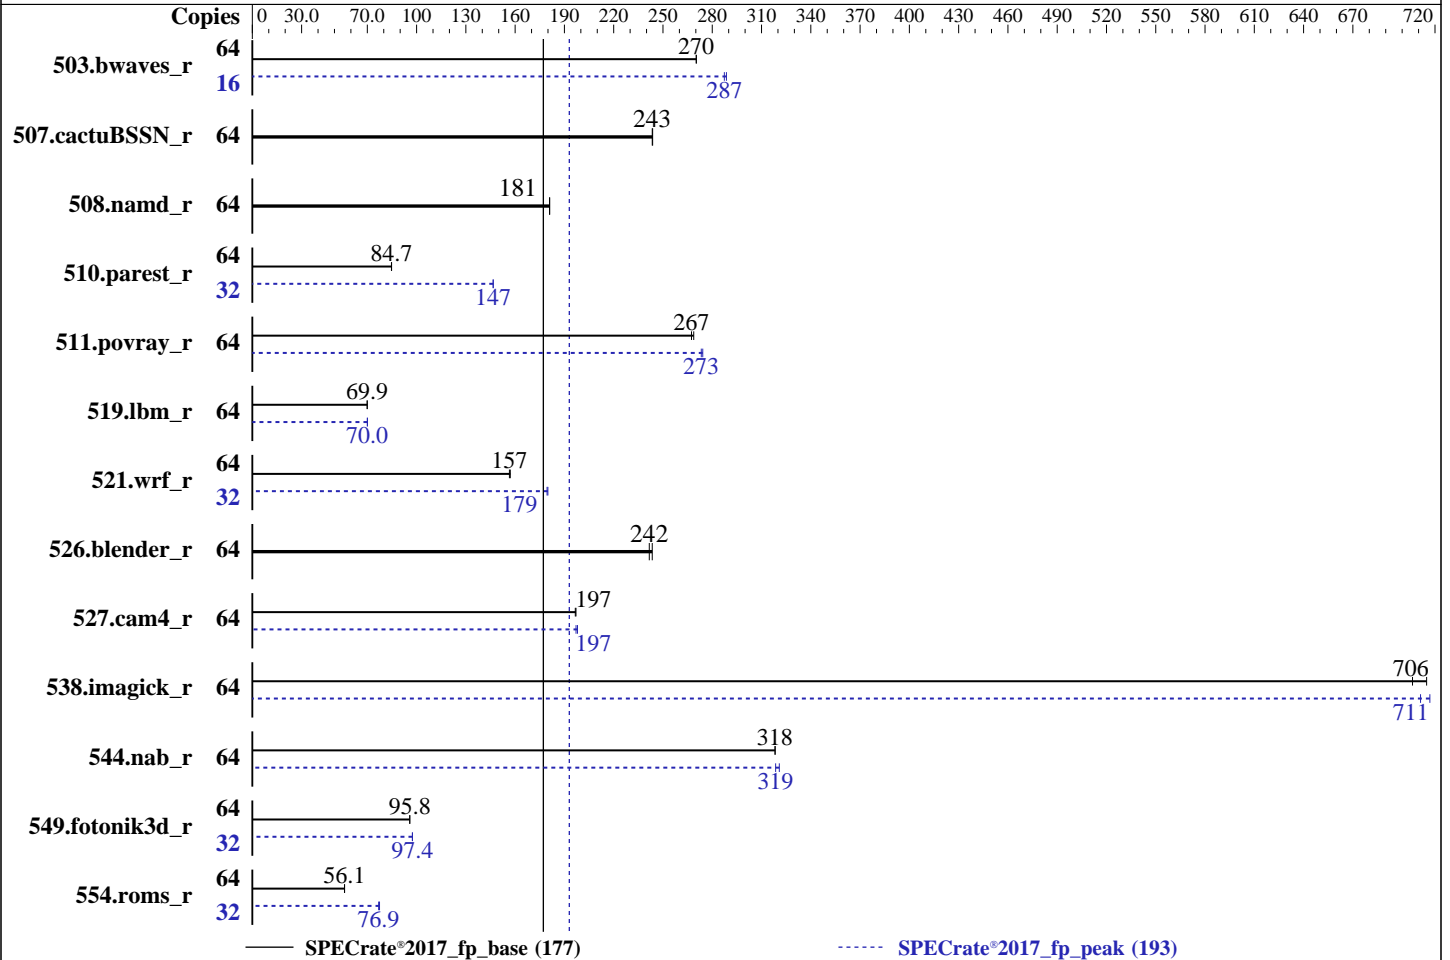 Copies 0 30.0 70.0 100 130 160 190 220 250 280 310 340 370 400 430 460 490 520 550 580 610 640 670 720
503.bwaves_r 64 270
16 287
507.cactuBSSN_r 64 243
508.namd_r 64 181
510.parest_r 64 84.7
32 147
511.povray_r 64 267
273
519.lbm_r 64 69.9
70.0
521.wrf_r 64 157
32 179
526.blender_r 64 242
527.cam4_r 64 197
197
538.imagick_r 64 706
711
544.nab_r 64 318
319
549.fotonik3d_r 64 95.8
32 97.4
554.roms_r 64 56.1
32 76.9
SPECrate®2017_fp_base (177) SPECrate®2017_fp_peak (193)